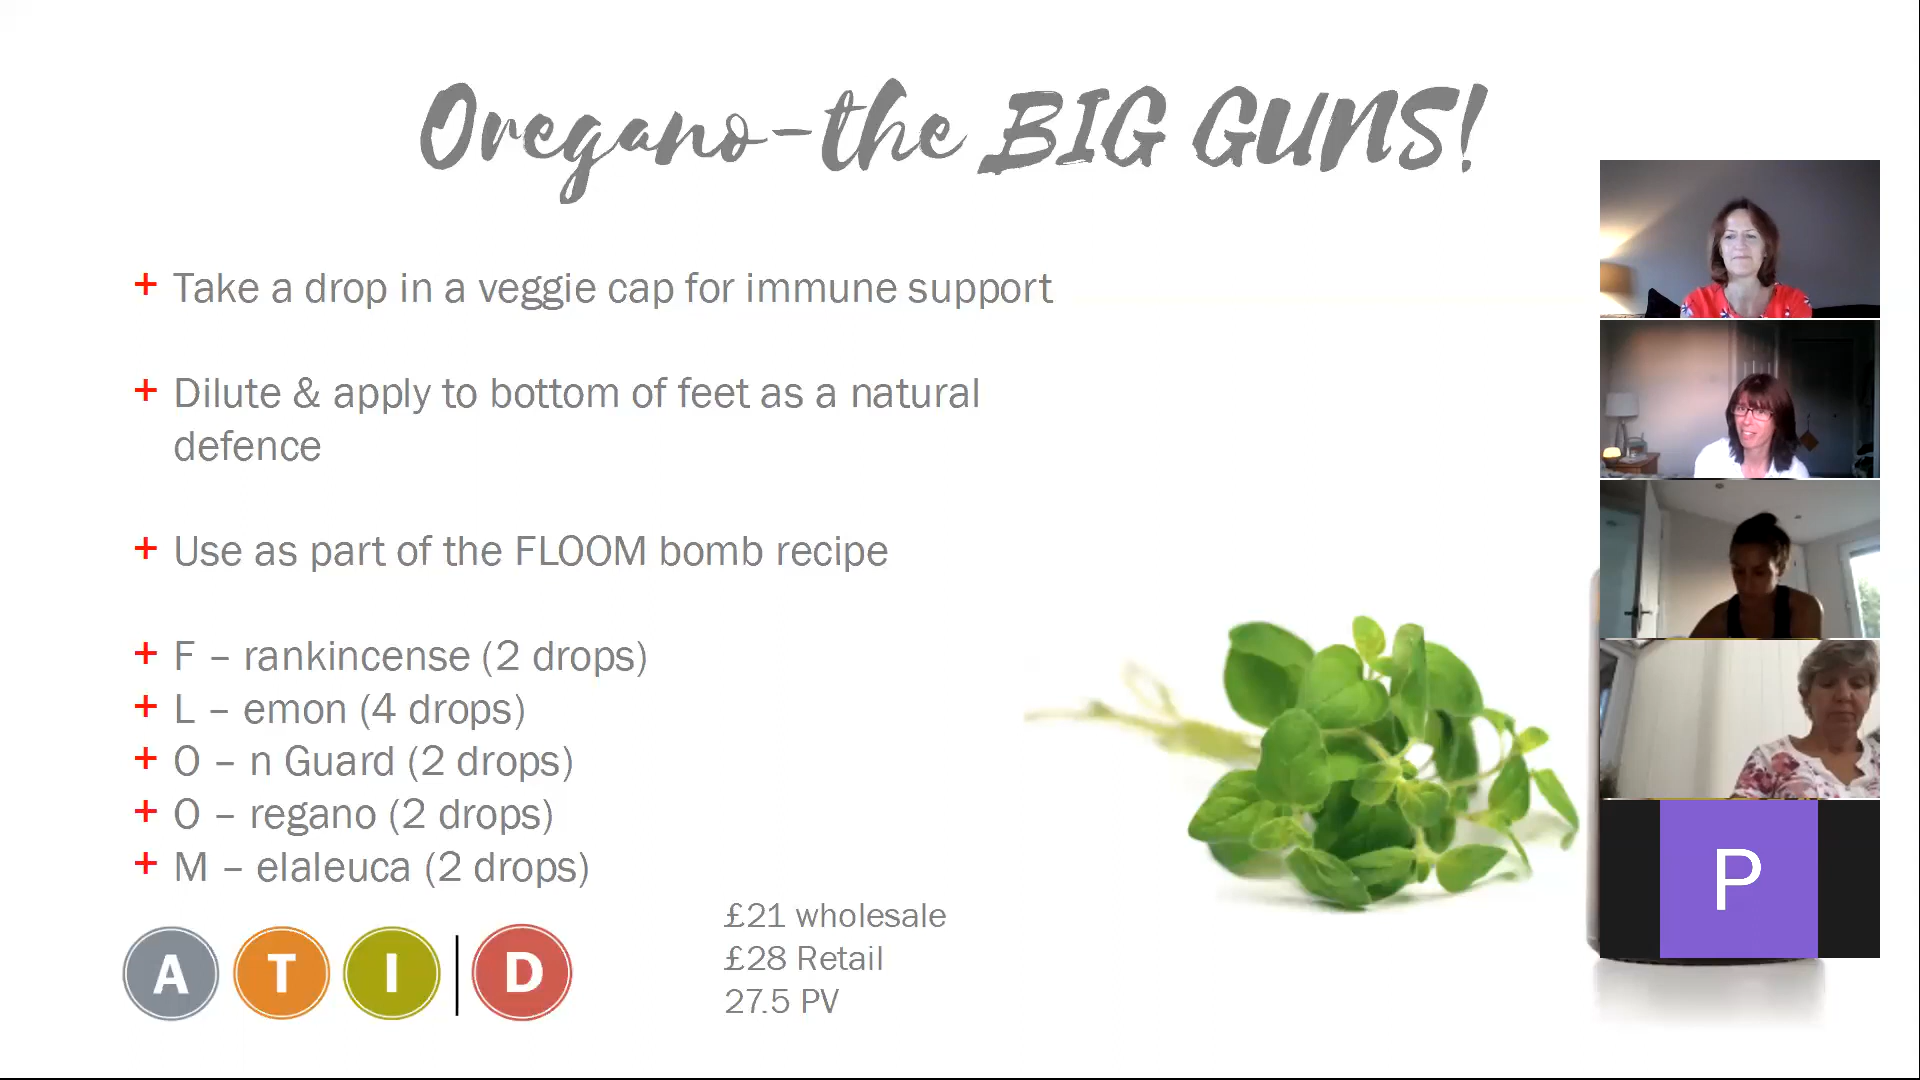 Oregano-the BIG GUNS!
+ Take a drop in a veggie cap for immune support
+ Dilute & apply to bottom of feet as a natural
defence
+ Use as part of the FLOOM bomb recipe
+ F – rankincense (2 drops)
+ L – emon (4 drops)
+ O – n Guard (2 drops)
+ O – regano (2 drops)
+ M – elaleuca (2 drops)
£21 wholesale
£28 Retail
27.5 PV
A T I | D
P